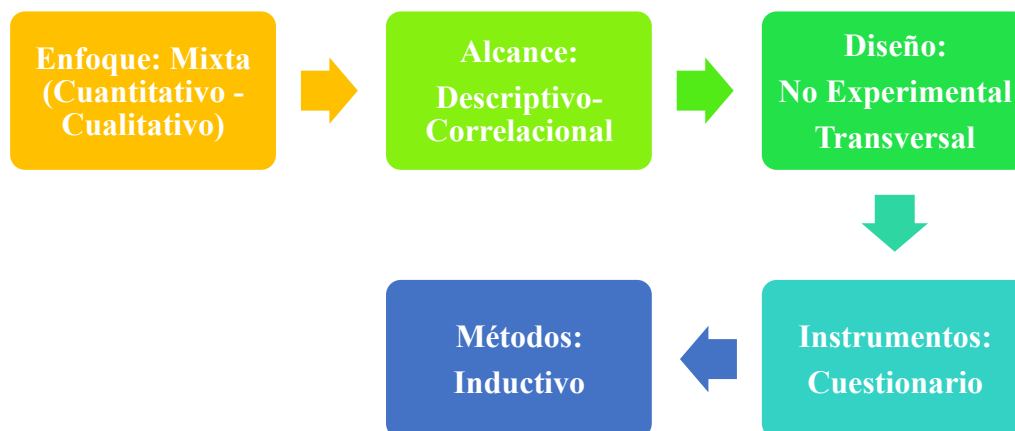 Enfoque: Mixta
(Cuantitativo -
Cualitativo)
Alcance:
Descriptivo-
Correlacional
Diseño:
No Experimental
Transversal
Instrumentos:
Cuestionario
Métodos:
Inductivo